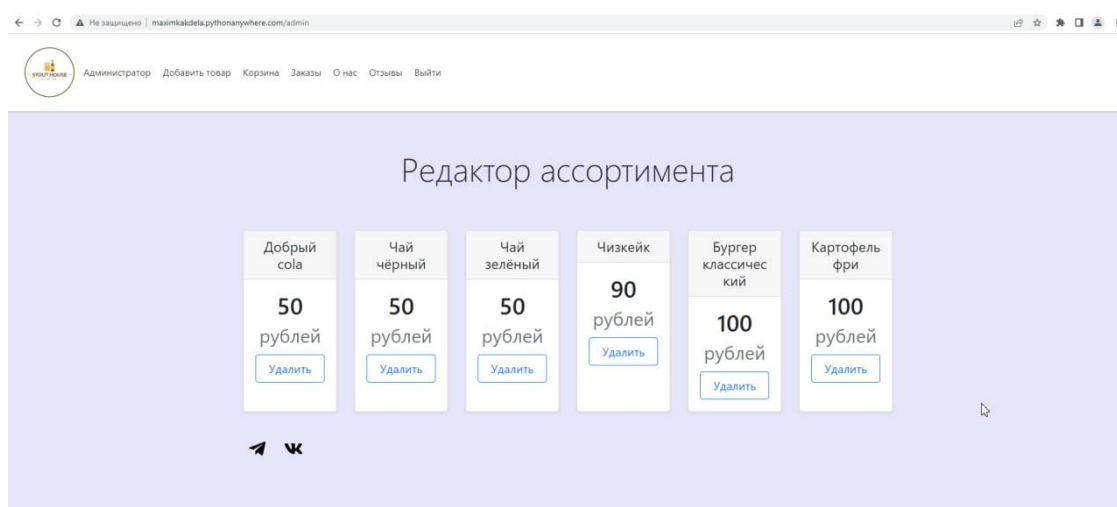 Не защищено | maximkakdela.pythonanywhere.com/admin
STOUT HOUSE
Администратор Добавить товар Корзина Заказы О нас Отзывы Выйти
Редактор ассортимента
Добрый
cola
50
рублей
Удалить
Чай
чёрный
50
рублей
Удалить
Чай
зелёный
50
рублей
Удалить
Чизкейк
90
рублей
Удалить
Бургер
классичес
кий
100
рублей
Удалить
Картофель
фри
100
рублей
Удалить